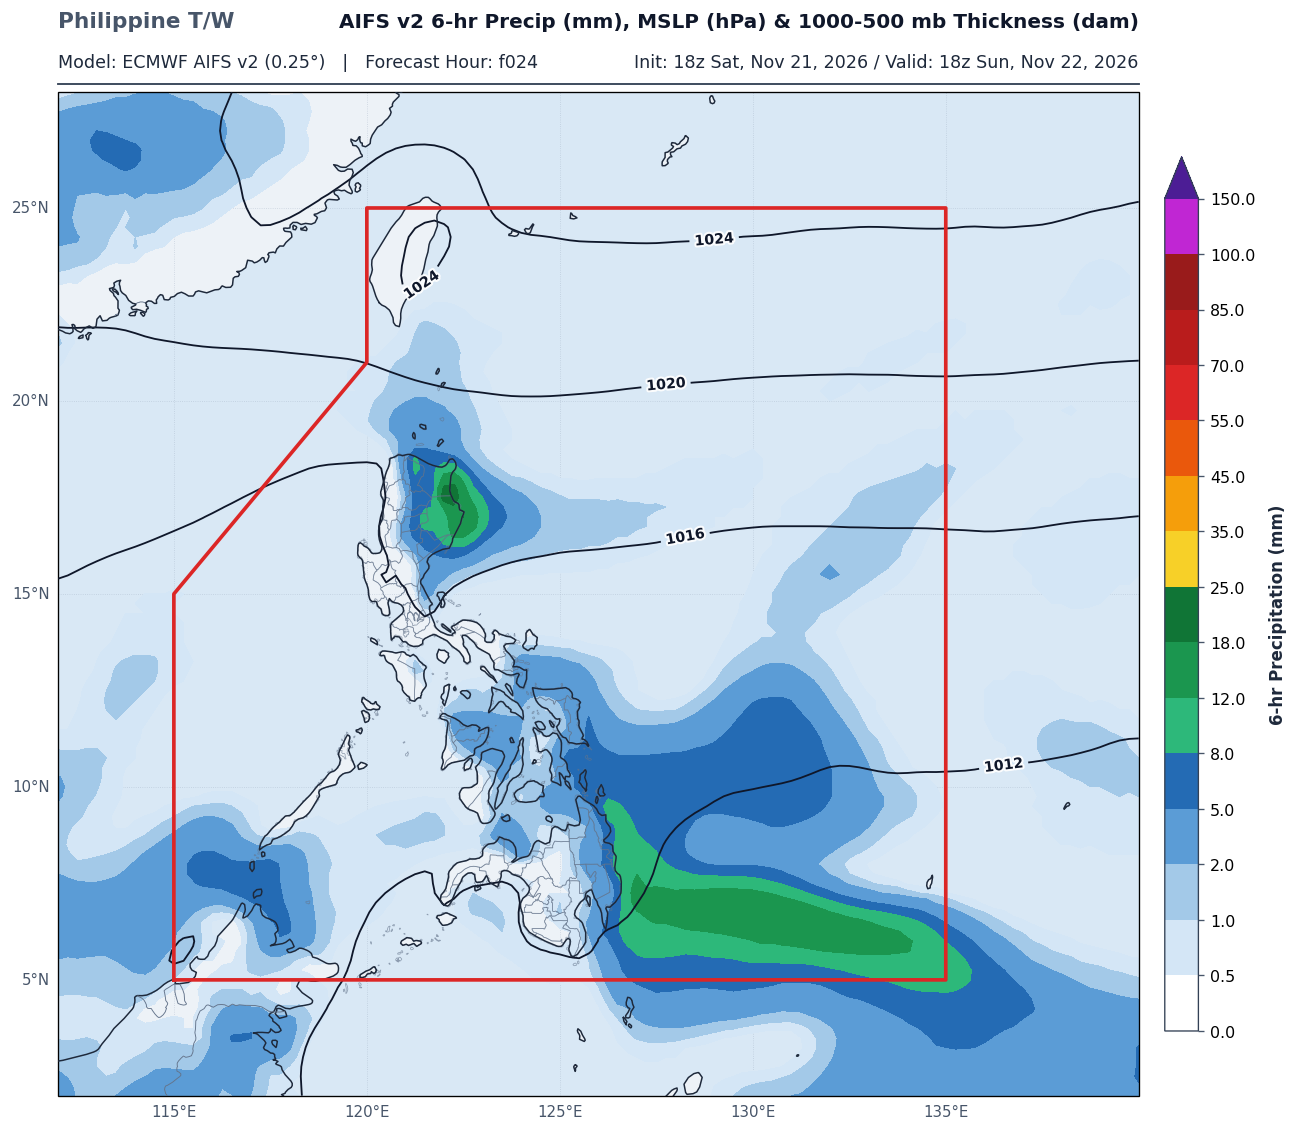 Philippine T/W
AIFS v2 6-hr Precip (mm), MSLP (hPa) & 1000-500 mb Thickness (dam)
Model: ECMWF AIFS v2 (0.25°) | Forecast Hour: f024
Init: 18z Sat, Nov 21, 2026 / Valid: 18z Sun, Nov 22, 2026
25°N
20°N
15°N
10°N
5°N
1024
1024
1020
1016
1012
115°E
120°E
125°E
130°E
135°E
150.0
100.0
85.0
70.0
55.0
45.0
35.0
25.0
18.0
12.0
8.0
5.0
2.0
1.0
0.5
0.0
6-hr Precipitation (mm)